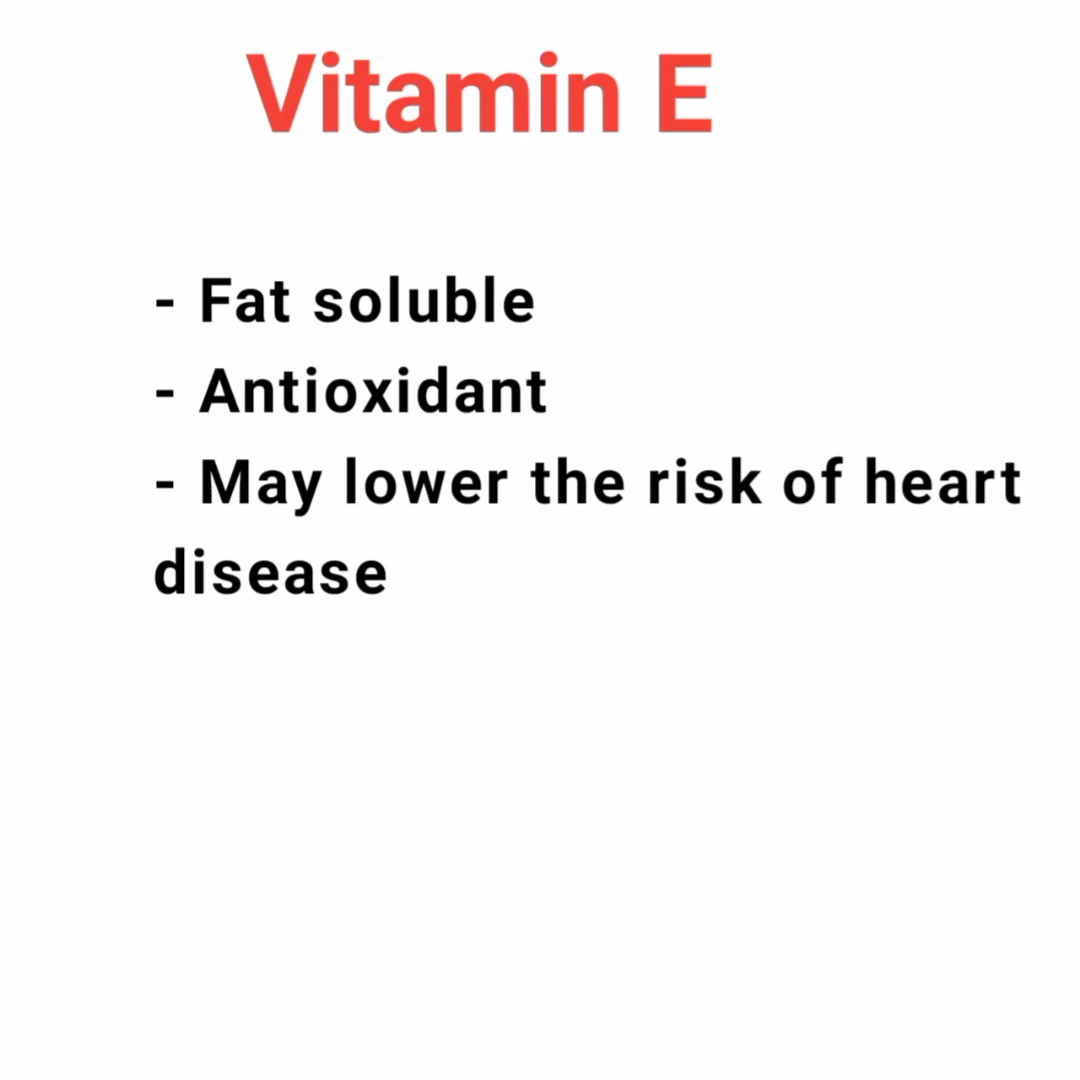 Vitamin E
- Fat soluble
- Antioxidant
- May lower the risk of heart
disease